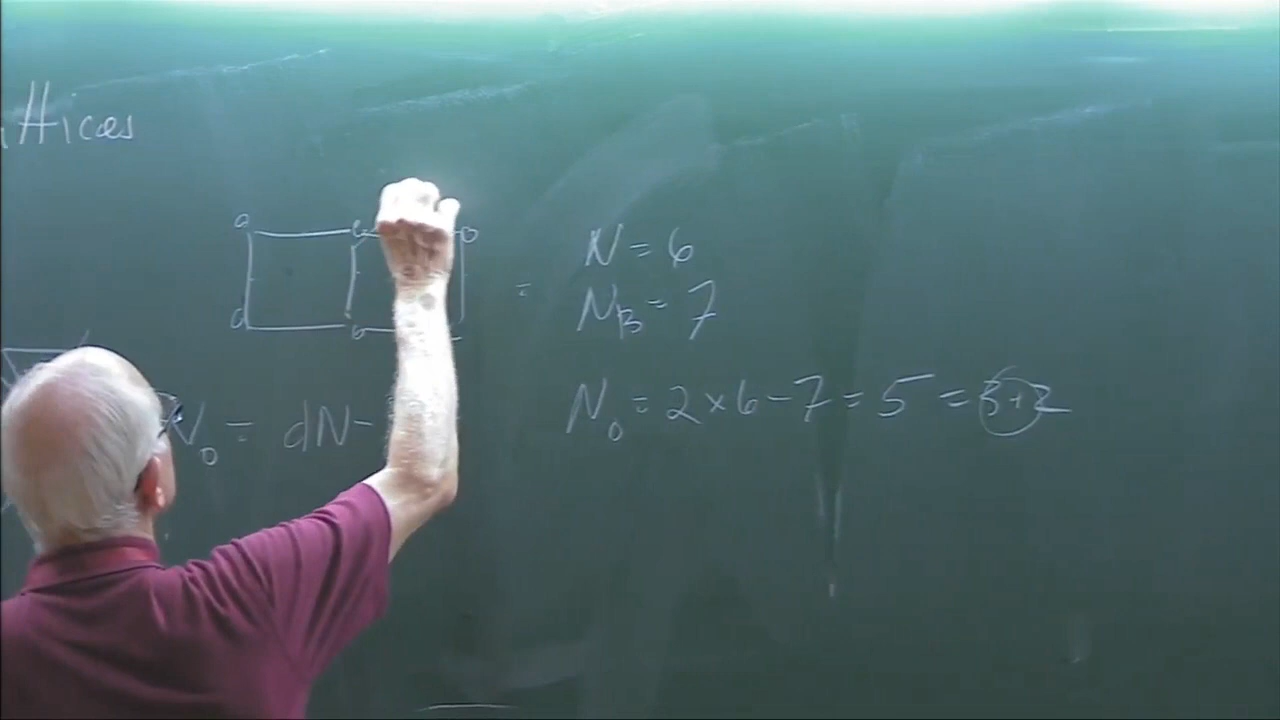 ttices
N = 6
N_B = 7
N_0 = dN -
N_0 = 2 × 6 - 7 = 5 = 3 + 2